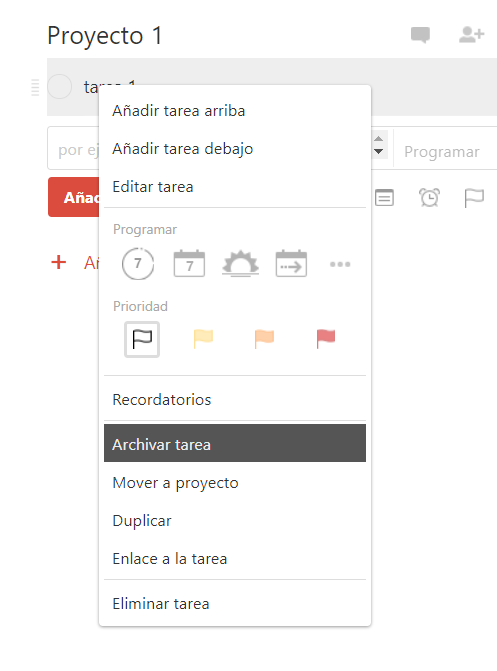 Proyecto 1
tarea 1
por ej
Programar
Añad
Añ
Añadir tarea arriba
Añadir tarea debajo
Editar tarea
Programar
7
7
Prioridad
Recordatorios
Archivar tarea
Mover a proyecto
Duplicar
Enlace a la tarea
Eliminar tarea